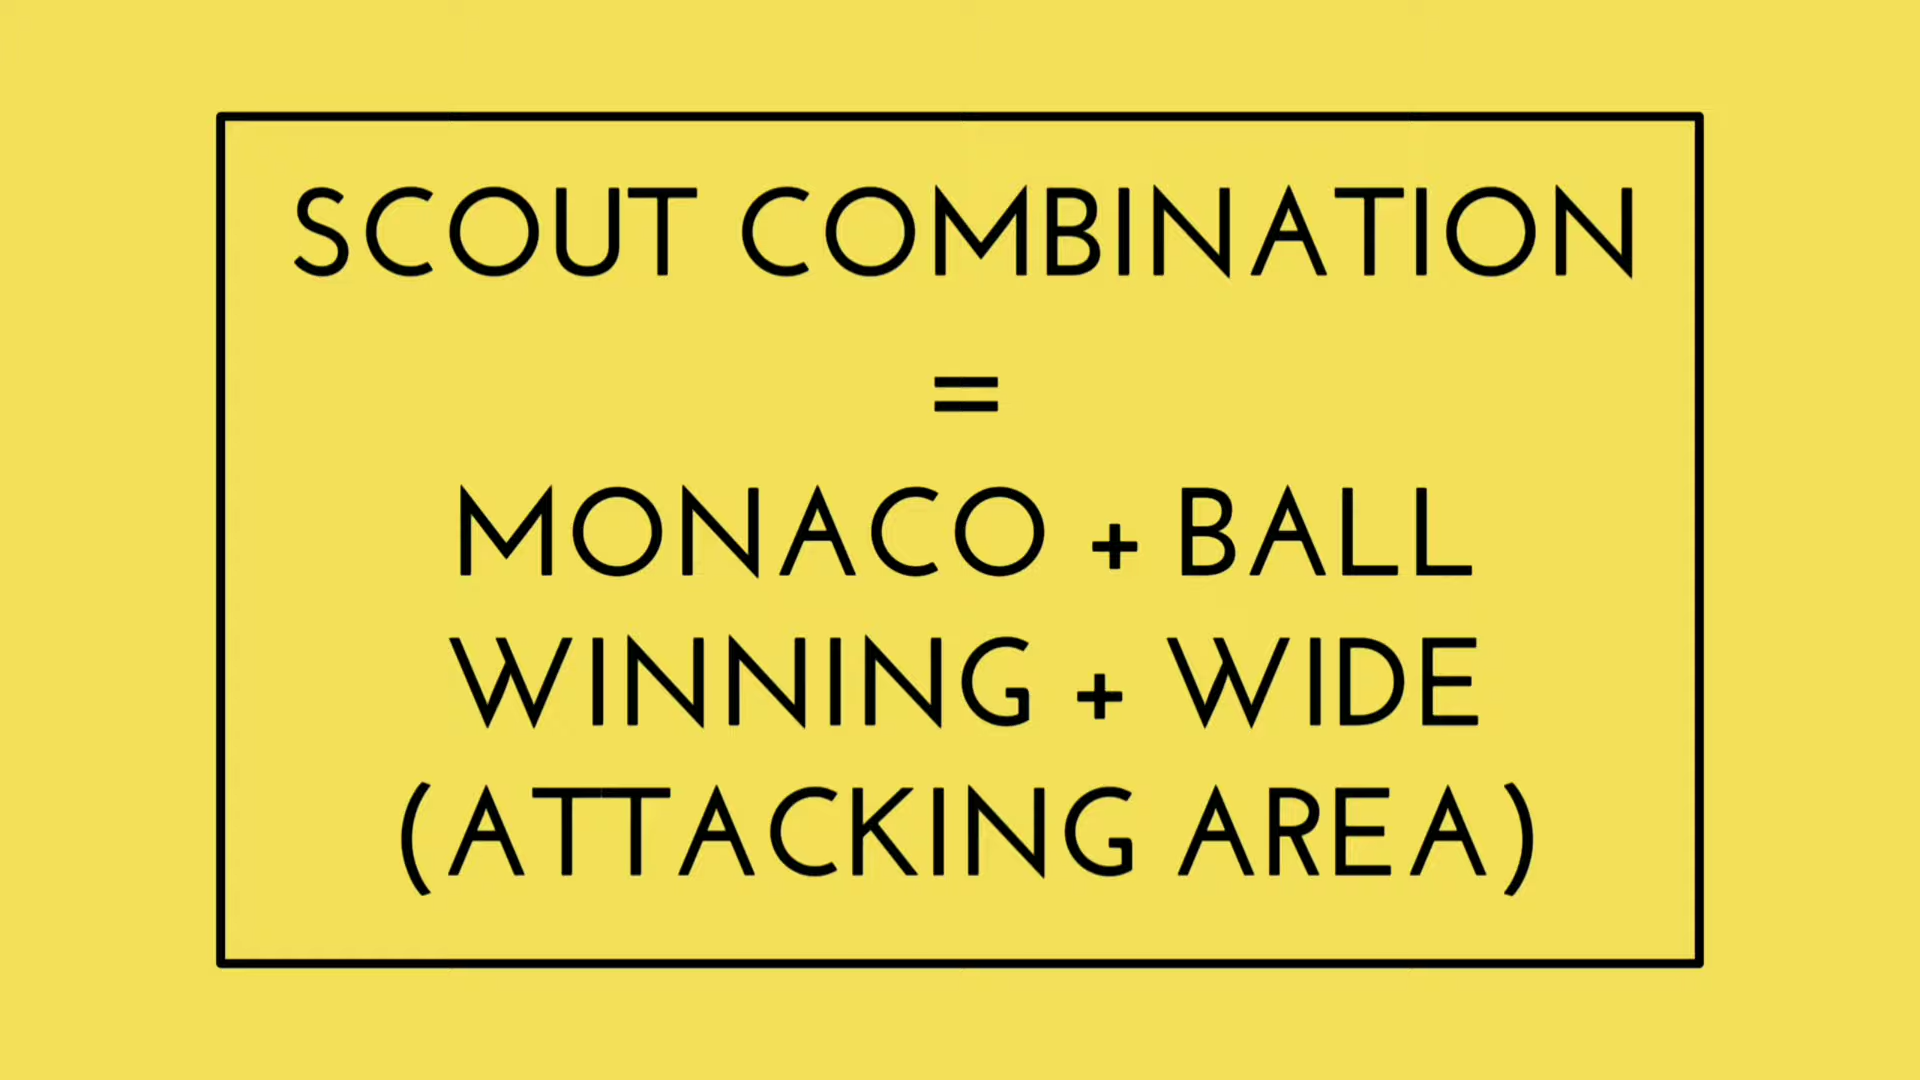 SCOUT COMBINATION
=
MONACO + BALL
WINNING + WIDE
(ATTACKING AREA)